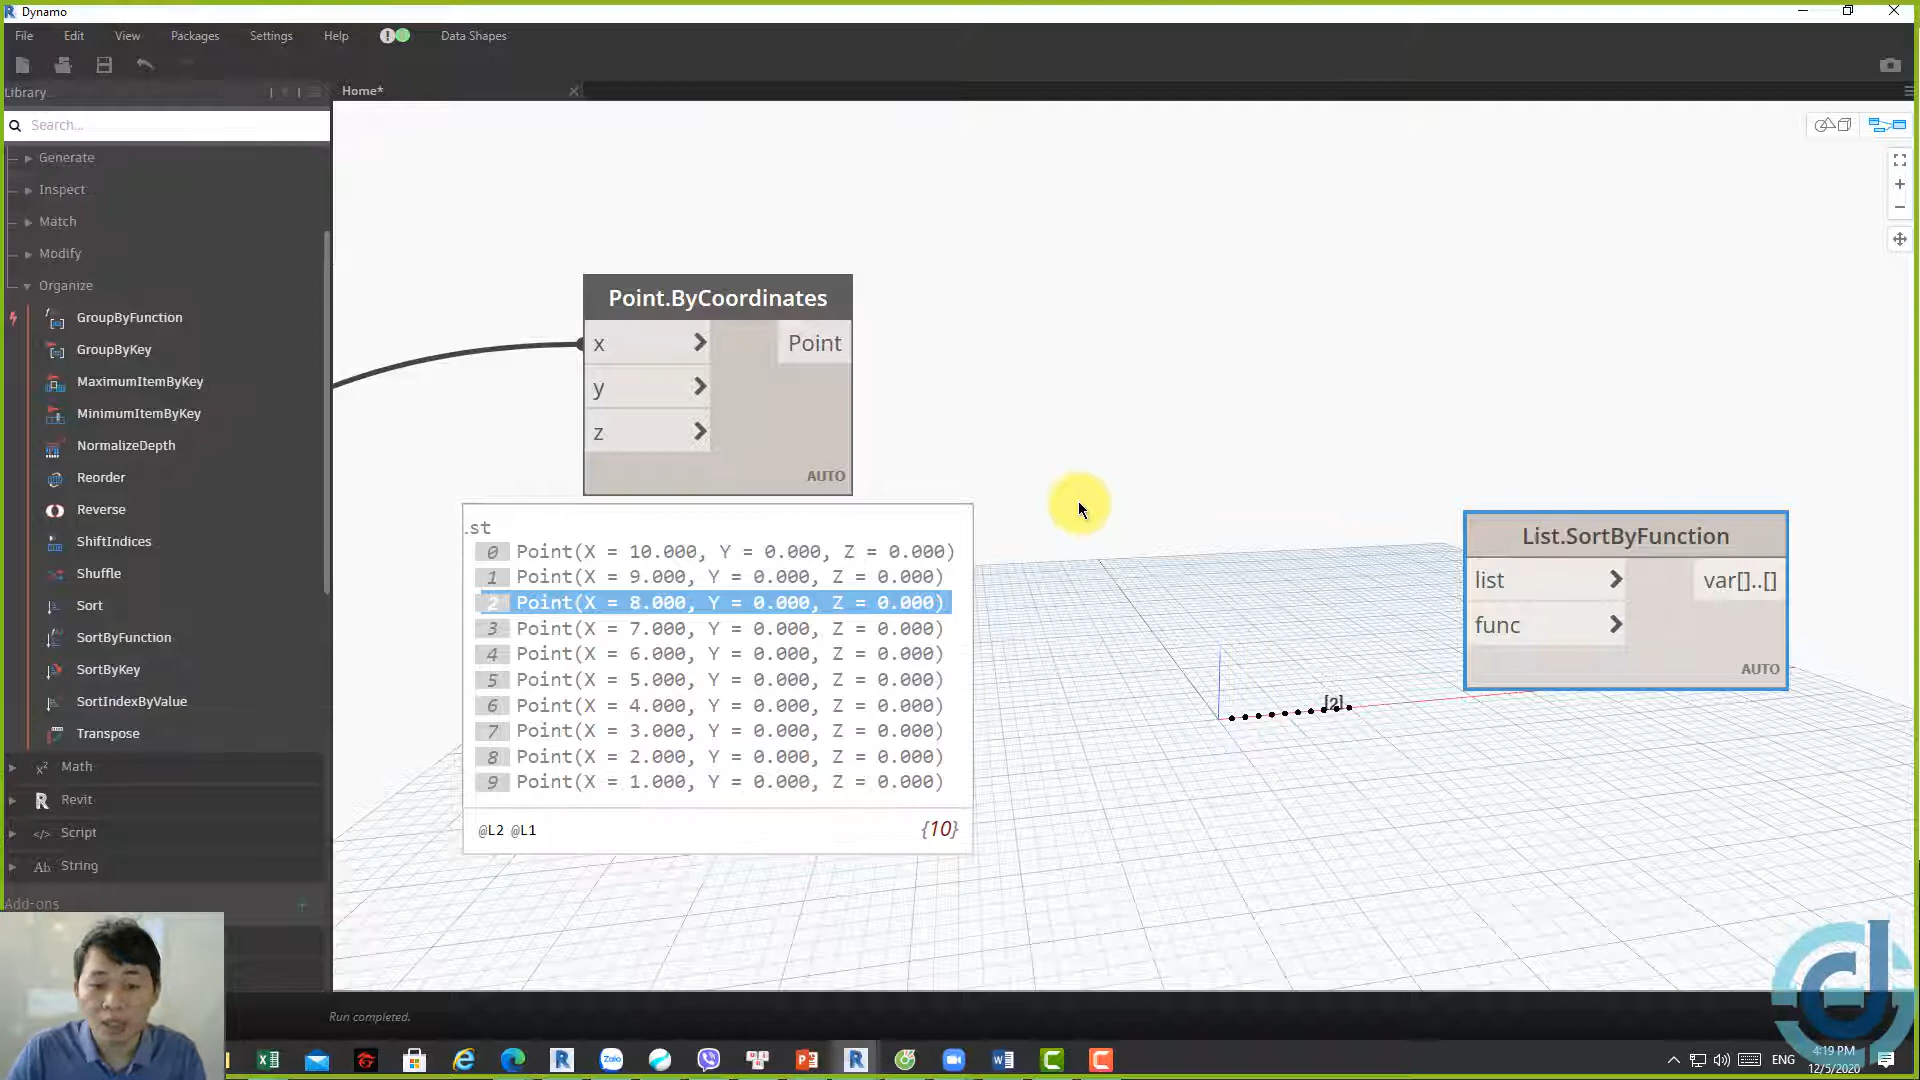 Dynamo
File Edit View Packages Settings Help Data Shapes
Library
Home*
Search...
Generate
Inspect
Match
Modify
Organize
GroupByFunction
GroupByKey
MaximumItemByKey
MinimumItemByKey
NormalizeDepth
Reorder
Reverse
ShiftIndices
Shuffle
Sort
SortByFunction
SortByKey
SortIndexByValue
Transpose
Math
Revit
Script
String
Add-ons
Point.ByCoordinates
x Point
y
z
AUTO
.st
0 Point(X = 10.000, Y = 0.000, Z = 0.000)
1 Point(X = 9.000, Y = 0.000, Z = 0.000)
2 Point(X = 8.000, Y = 0.000, Z = 0.000)
3 Point(X = 7.000, Y = 0.000, Z = 0.000)
4 Point(X = 6.000, Y = 0.000, Z = 0.000)
5 Point(X = 5.000, Y = 0.000, Z = 0.000)
6 Point(X = 4.000, Y = 0.000, Z = 0.000)
7 Point(X = 3.000, Y = 0.000, Z = 0.000)
8 Point(X = 2.000, Y = 0.000, Z = 0.000)
9 Point(X = 1.000, Y = 0.000, Z = 0.000)
@L2 @L1 {10}
[2]
List.SortByFunction
list var[]..[]
func
AUTO
Run completed.
ENG
4:19 PM
12/5/2020